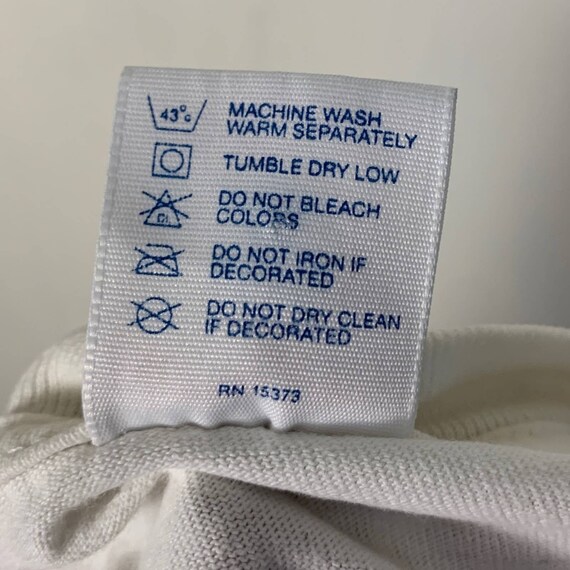 43°C MACHINE WASH
WARM SEPARATELY
TUMBLE DRY LOW
CL DO NOT BLEACH
COLORS
DO NOT IRON IF
DECORATED
DO NOT DRY CLEAN
IF DECORATED
RN 15373